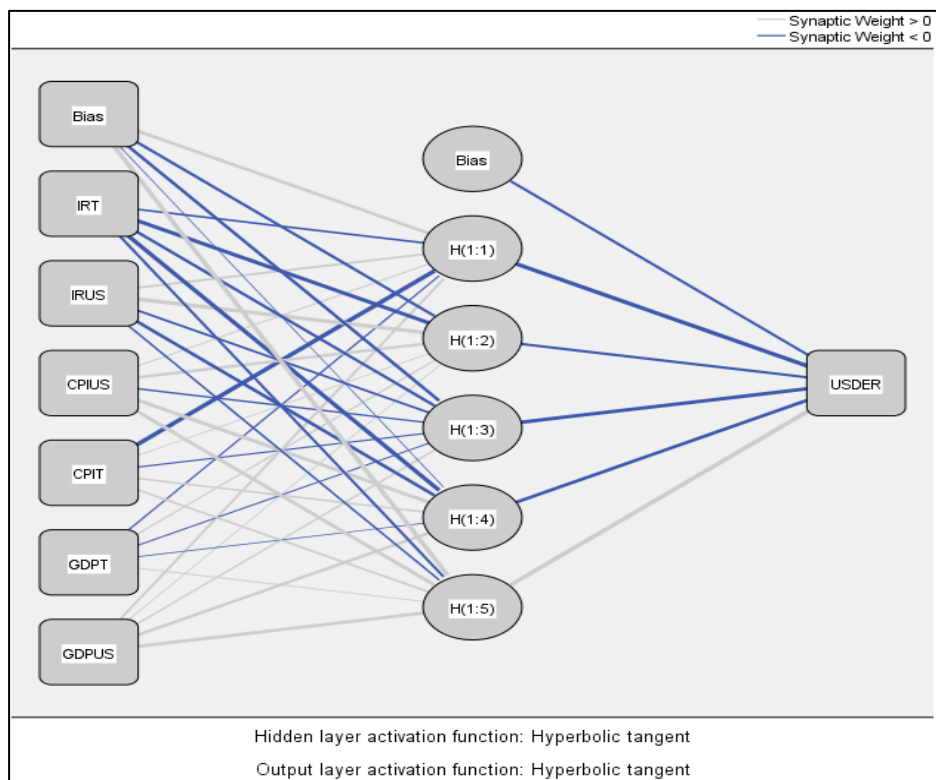 Synaptic Weight > 0
Synaptic Weight < 0
Bias
IRT
IRUS
CPIUS
CPIT
GDPT
GDPUS
Bias
H(1:1)
H(1:2)
H(1:3)
H(1:4)
H(1:5)
USDER
Hidden layer activation function: Hyperbolic tangent
Output layer activation function: Hyperbolic tangent